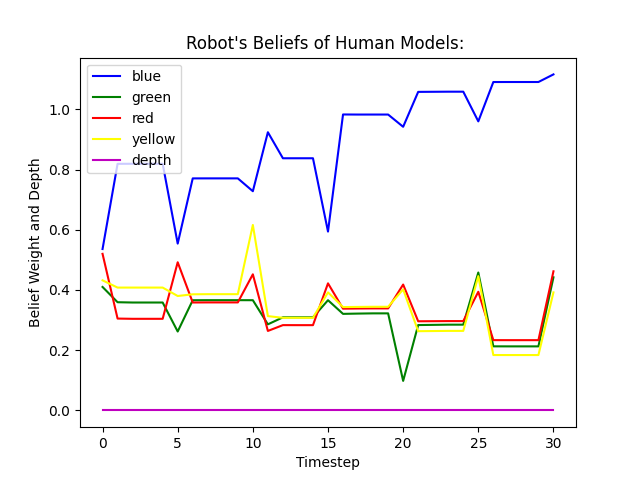 Robot's Beliefs of Human Models:
blue
green
red
yellow
depth
Belief Weight and Depth
1.0
0.8
0.6
0.4
0.2
0.0
0 5 10 15 20 25 30
Timestep